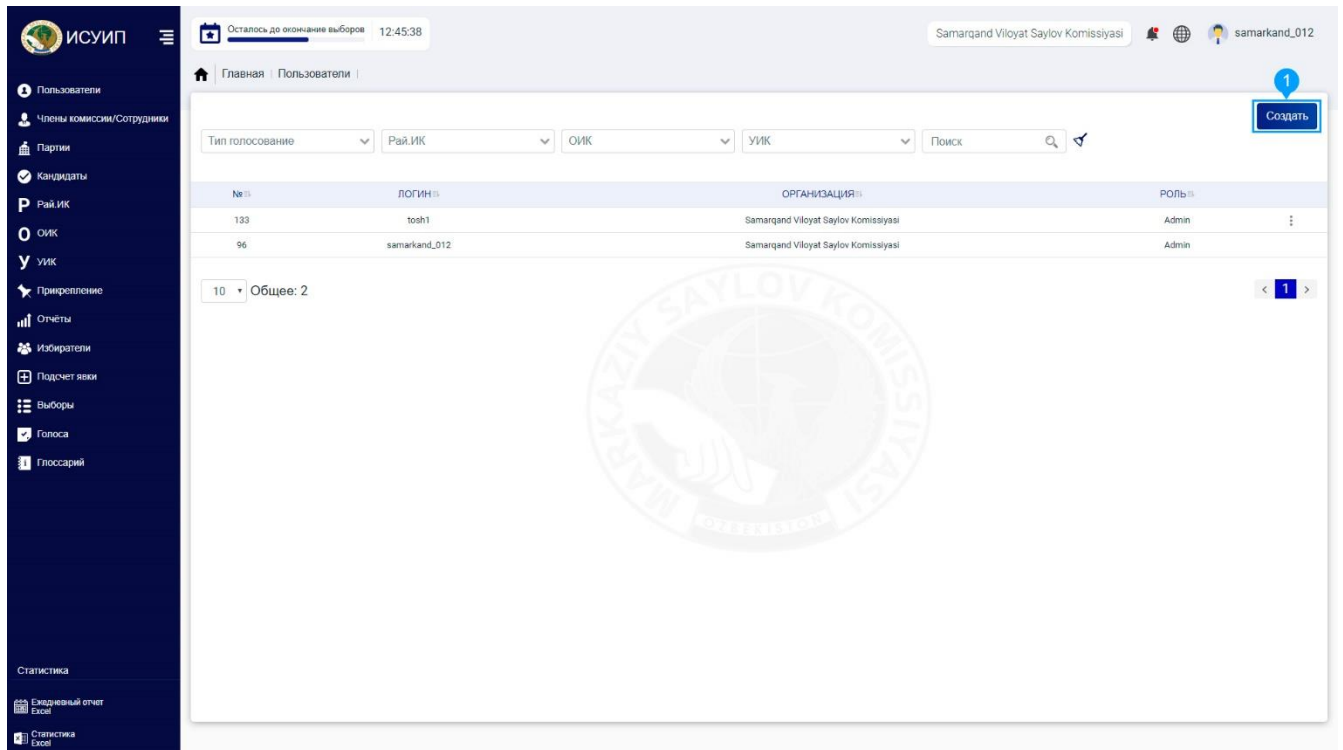 ИСУИП
Осталось до окончание выборов 12:45:38
Samarqand Viloyat Saylov Komissiyasi
samarkand_012
Главная | Пользователи |
1
Создать
Пользователи
Члены комиссии/Сотрудники
Партии
Кандидаты
P Рай.ИК
О ОИК
У УИК
Прикрепление
Отчёты
Избиратели
Подсчет явки
Выборы
Голоса
Глоссарий
Тип голосование Рай.ИК ОИК УИК Поиск
№ ЛОГИН ОРГАНИЗАЦИЯ РОЛЬ
133 tosh1 Samarqand Viloyat Saylov Komissiyasi Admin
96 samarkand_012 Samarqand Viloyat Saylov Komissiyasi Admin
10 Общее: 2
< 1 >
MARKAZIY SAYLOV KOMISSIYASI
O'ZBEKISTON
Статистика
Ежедневный отчет
Excel
Статистика
Excel